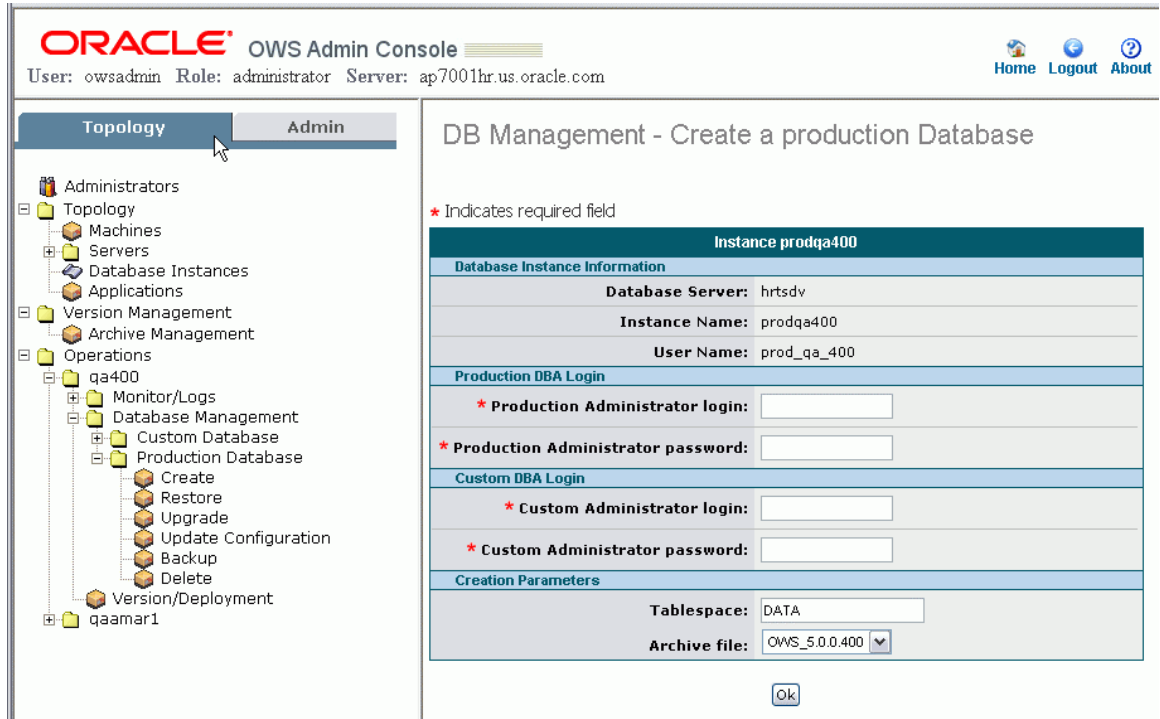 ORACLE OWS Admin Console
User: owsadmin Role: administrator Server: ap7001hr.us.oracle.com
Home Logout About
Topology
Admin
Administrators
Topology
Machines
Servers
Database Instances
Applications
Version Management
Archive Management
Operations
qa400
Monitor/Logs
Database Management
Custom Database
Production Database
Create
Restore
Upgrade
Update Configuration
Backup
Delete
Version/Deployment
qaamar1
DB Management - Create a production Database
* Indicates required field
Instance prodqa400
Database Instance Information
Database Server: hrtsdv
Instance Name: prodqa400
User Name: prod_qa_400
Production DBA Login
* Production Administrator login:
* Production Administrator password:
Custom DBA Login
* Custom Administrator login:
* Custom Administrator password:
Creation Parameters
Tablespace: DATA
Archive file: OWS_5.0.0.400
Ok